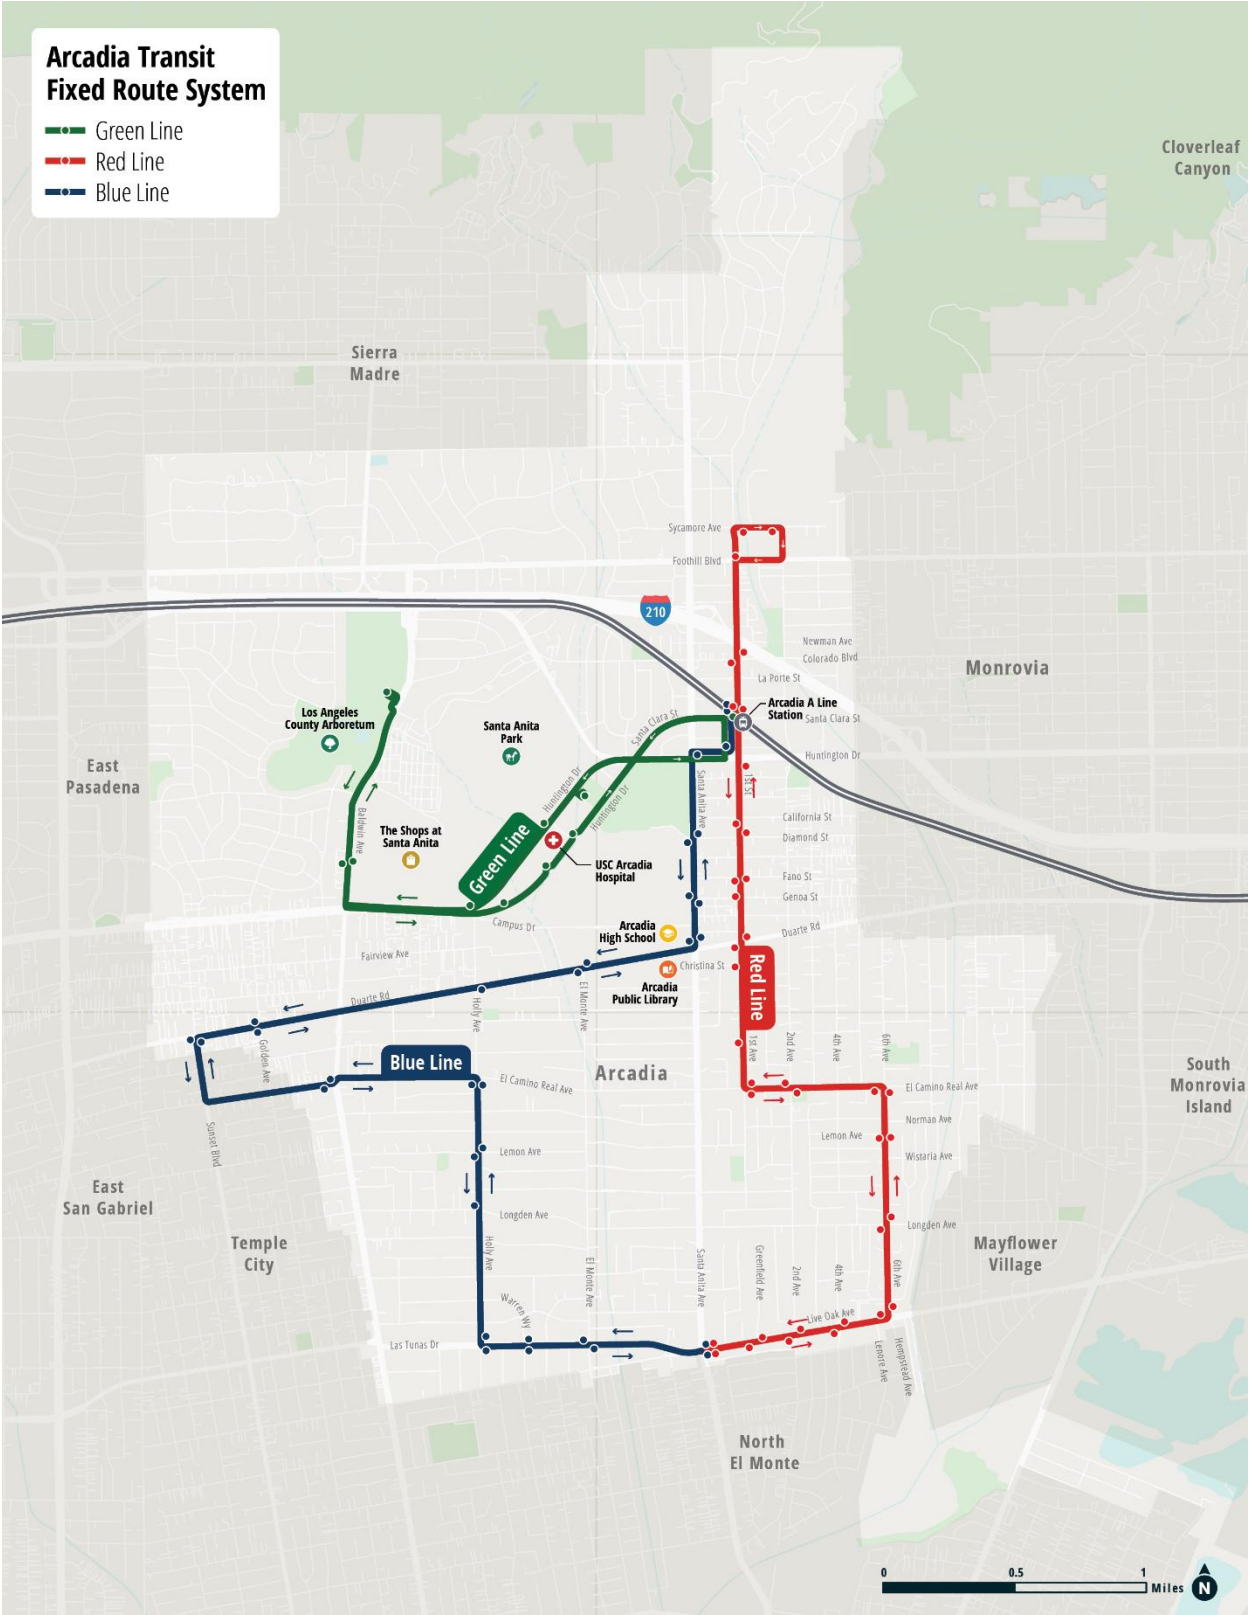 Arcadia Transit
Fixed Route System
Green Line
Red Line
Blue Line
Cloverleaf
Canyon
Sierra
Madre
Sycamore Ave
Foothill Blvd
210
Newman Ave
Colorado Blvd
Monrovia
La Porte St
Arcadia A Line
Station
Santa Clara St
Los Angeles
County Arboretum
Santa Anita
Park
Santa Clara St
Huntington Dr
East
Pasadena
Huntington Dr
Huntington Dr
Santa Anita Ave
1st St
California St
Diamond St
Baldwin Ave
The Shops at
Santa Anita
Green Line
USC Arcadia
Hospital
Fano St
Genoa St
Campus Dr
Arcadia
High School
Duarte Rd
Fairview Ave
Christina St
Arcadia
Public Library
Red Line
Duarte Rd
Holly Ave
El Monte Ave
Golden Ave
1st Ave
2nd Ave
4th Ave
6th Ave
Blue Line
Arcadia
South
Monrovia
Island
El Camino Real Ave
El Camino Real Ave
Norman Ave
Sunset Blvd
Lemon Ave
Lemon Ave
Wistaria Ave
East
San Gabriel
Longden Ave
Longden Ave
Temple
City
Mayflower
Village
Holly Ave
El Monte Ave
Santa Anita Ave
Greenfield Ave
2nd Ave
4th Ave
6th Ave
Warren Wy
Live Oak Ave
Las Tunas Dr
Lenore Ave
Hempstead Ave
North
El Monte
0
0.5
1
Miles
N